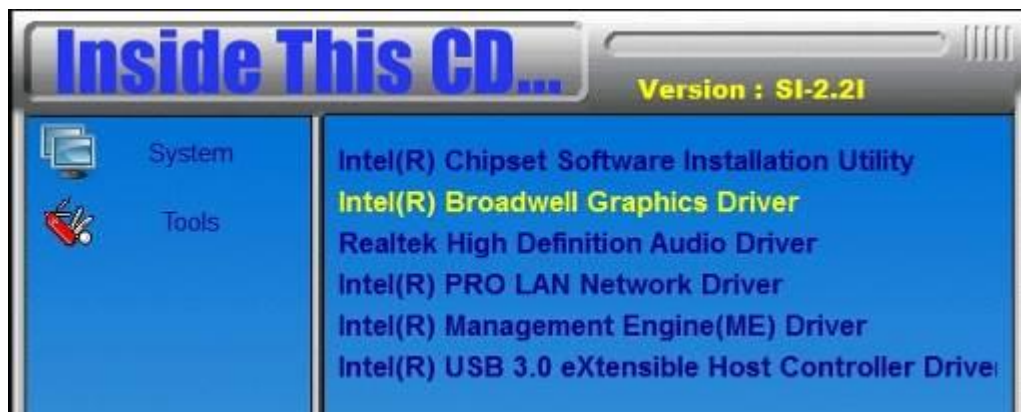 Inside This CD...
Version : SI-2.2I
System
Tools
Intel(R) Chipset Software Installation Utility
Intel(R) Broadwell Graphics Driver
Realtek High Definition Audio Driver
Intel(R) PRO LAN Network Driver
Intel(R) Management Engine(ME) Driver
Intel(R) USB 3.0 eXtensible Host Controller Driver